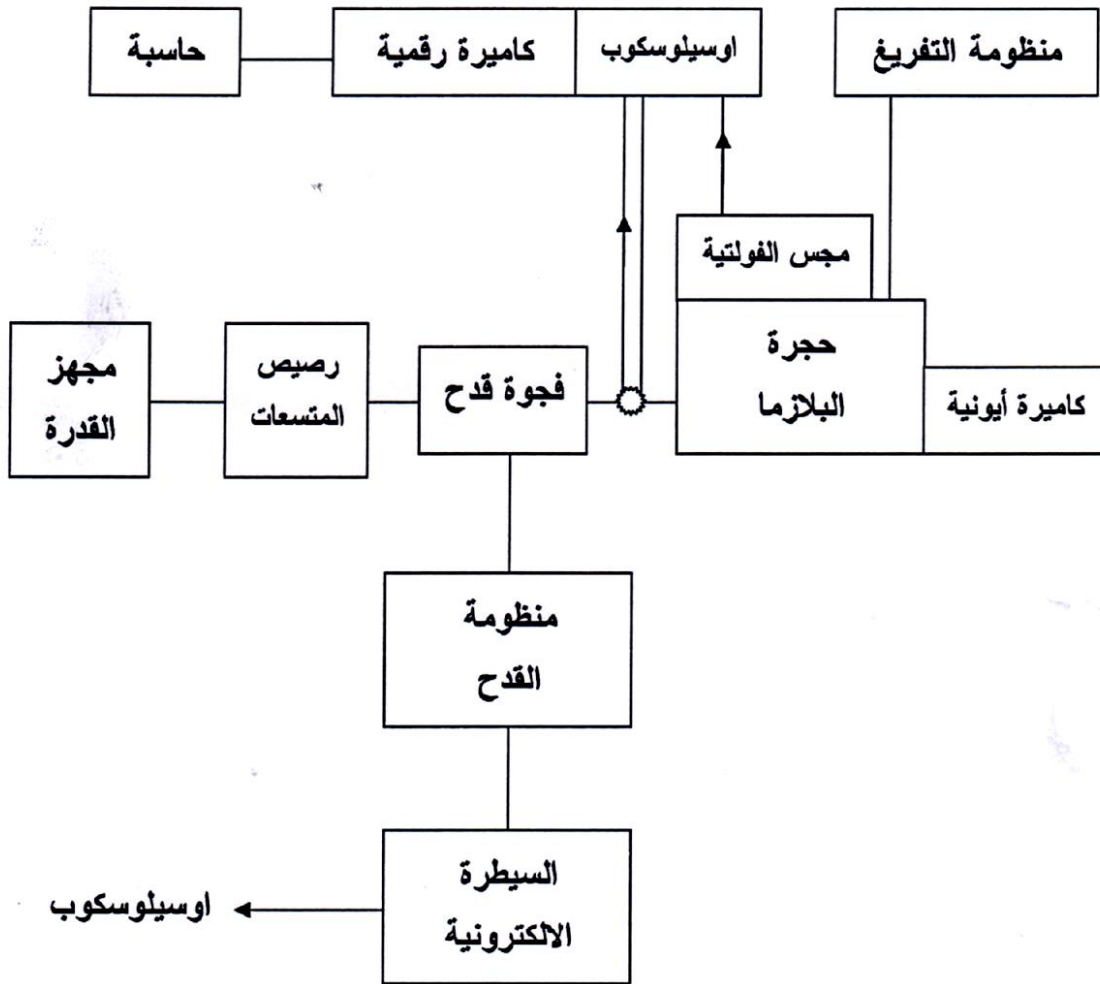 منظومة التفريغ
اوسيلوسكوب
كاميرة رقمية
حاسبة
مجس الفولتية
حجرة
البلازما
كاميرة أيونية
فجوة قدح
رصيص
المتسعات
مجهز
القدرة
منظومة
القدح
السيطرة
الالكترونية
اوسيلوسكوب